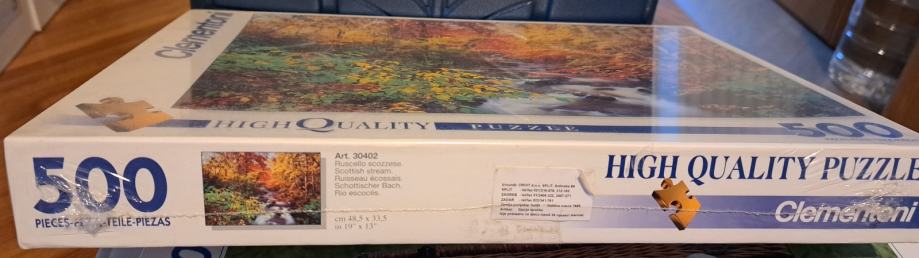 Clementoni
HIGH QUALITY PUZZLE
500
500
PIECES-
-TEILE-PIEZAS
Art. 30402
Ruscello scozzese.
Scottish stream.
Ruisseau écossais.
Schottischer Bach.
Rio escocés.
cm 48,5 x 33,5
in 19" x 13"
HIGH QUALITY PUZZLE
Clementoni